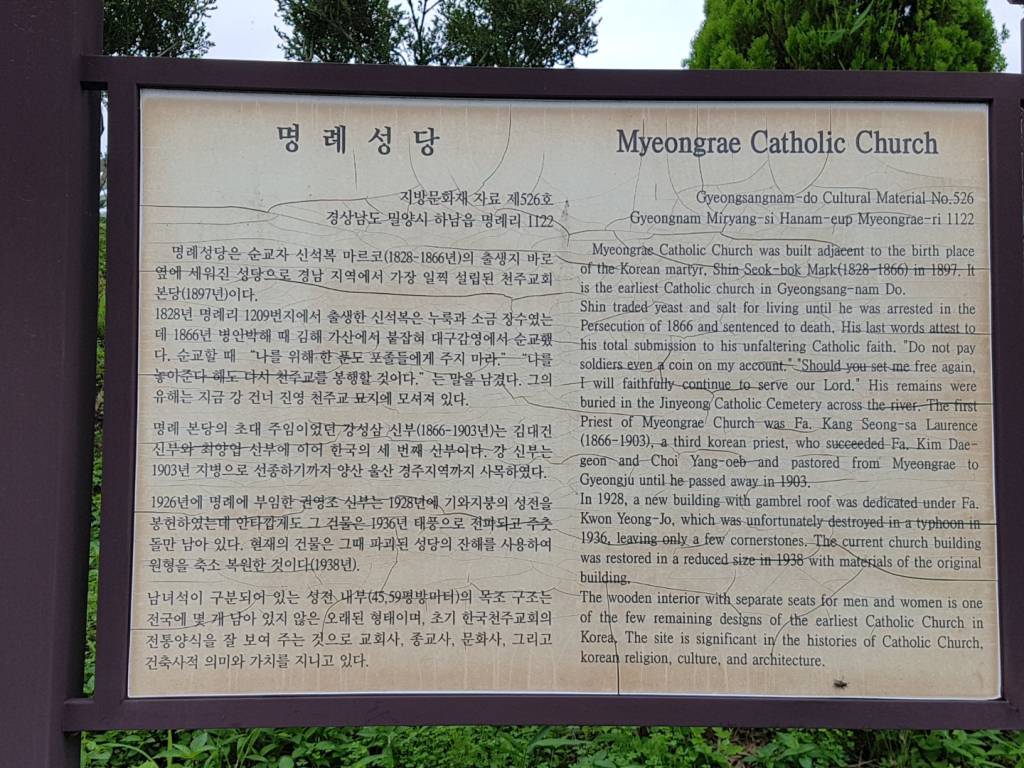 명 례 성 당
지방문화재 자료 제526호
경상남도 밀양시 하남읍 명례리 1122
명례성당은 순교자 신석복 마르코(1828-1866년)의 출생지 바로
옆에 세워진 성당으로 경남 지역에서 가장 일찍 설립된 천주교회
본당(1897년)이다.
1828년 명례리 1209번지에서 출생한 신석복은 누룩과 소금 장수였는
데 1866년 병인박해 때 김해 가산에서 붙잡혀 대구감영에서 순교했
다. 순교할 때 "나를 위해 한 푼도 포졸들에게 주지 마라." "나를
놓아준다 해도 다시 천주교를 봉행할 것이다." 는 말을 남겼다. 그의
유해는 지금 강 건너 진영 천주교 묘지에 모셔져 있다.
명례 본당의 초대 주임이었던 강성삼 신부(1866-1903년)는 김대건
신부와 최양업 신부에 이어 한국의 세 번째 신부이다. 강 신부는
1903년 지병으로 선종하기까지 양산 울산 경주지역까지 사목하였다.
1926년에 명례에 부임한 권영조 신부는 1928년에 기와지붕의 성전을
봉헌하였는데 안타깝게도 그 건물은 1936년 태풍으로 전파되고 주춧
돌만 남아 있다. 현재의 건물은 그때 파괴된 성당의 잔해를 사용하여
원형을 축소 복원한 것이다(1938년).
남녀석이 구분되어 있는 성전 내부(45,59평방미터)의 목조 구조는
전국에 몇 개 남아 있지 않은 오래된 형태이며, 초기 한국천주교회의
전통양식을 잘 보여 주는 것으로 교회사, 종교사, 문화사, 그리고
건축사적 의미와 가치를 지니고 있다.
Myeongrae Catholic Church
Gyeongsangnam-do Cultural Material No.526
Gyeongnam Miryang-si Hanam-eup Myeongrae-ri 1122
Myeongrae Catholic Church was built adjacent to the birth place
of the Korean martyr, Shin Seok-bok Mark(1828-1866) in 1897. It
is the earliest Catholic church in Gyeongsang-nam Do.
Shin traded yeast and salt for living until he was arrested in the
Persecution of 1866 and sentenced to death. His last words attest to
his total submission to his unfaltering Catholic faith. "Do not pay
soldiers even a coin on my account." "Should you set me free again,
I will faithfully continue to serve our Lord." His remains were
buried in the Jinyeong Catholic Cemetery across the river. The first
Priest of Myeongrae Church was Fa. Kang Seong-sa Laurence
(1866-1903), a third korean priest, who succeeded Fa. Kim Dae-
geon and Choi Yang-oeb and pastored from Myeongrae to
Gyeongju until he passed away in 1903.
In 1928, a new building with gambrel roof was dedicated under Fa.
Kwon Yeong-Jo, which was unfortunately destroyed in a typhoon in
1936, leaving only a few cornerstones. The current church building
was restored in a reduced size in 1938 with materials of the original
building.
The wooden interior with separate seats for men and women is one
of the few remaining designs of the earliest Catholic Church in
Korea. The site is significant in the histories of Catholic Church,
korean religion, culture, and architecture.